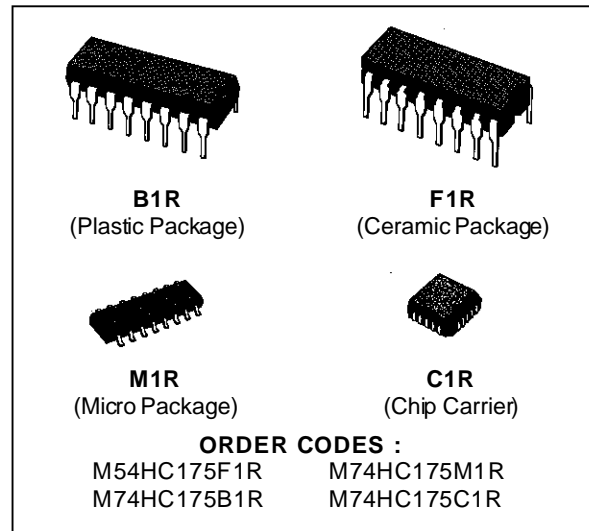 B1R
(Plastic Package)
F1R
(Ceramic Package)
M1R
(Micro Package)
C1R
(Chip Carrier)
ORDER CODES :
M54HC175F1R M74HC175M1R
M74HC175B1R M74HC175C1R